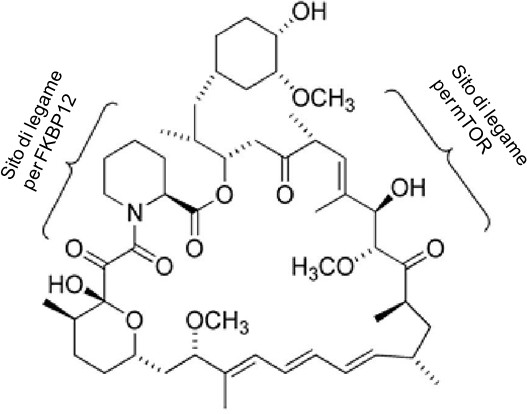 OH
OCH3
Sito di legame
per FKBP12
Sito di legame
per mTOR
O
O
OH
N
O
O
O
H3CO
O
O
HO
O
OCH3